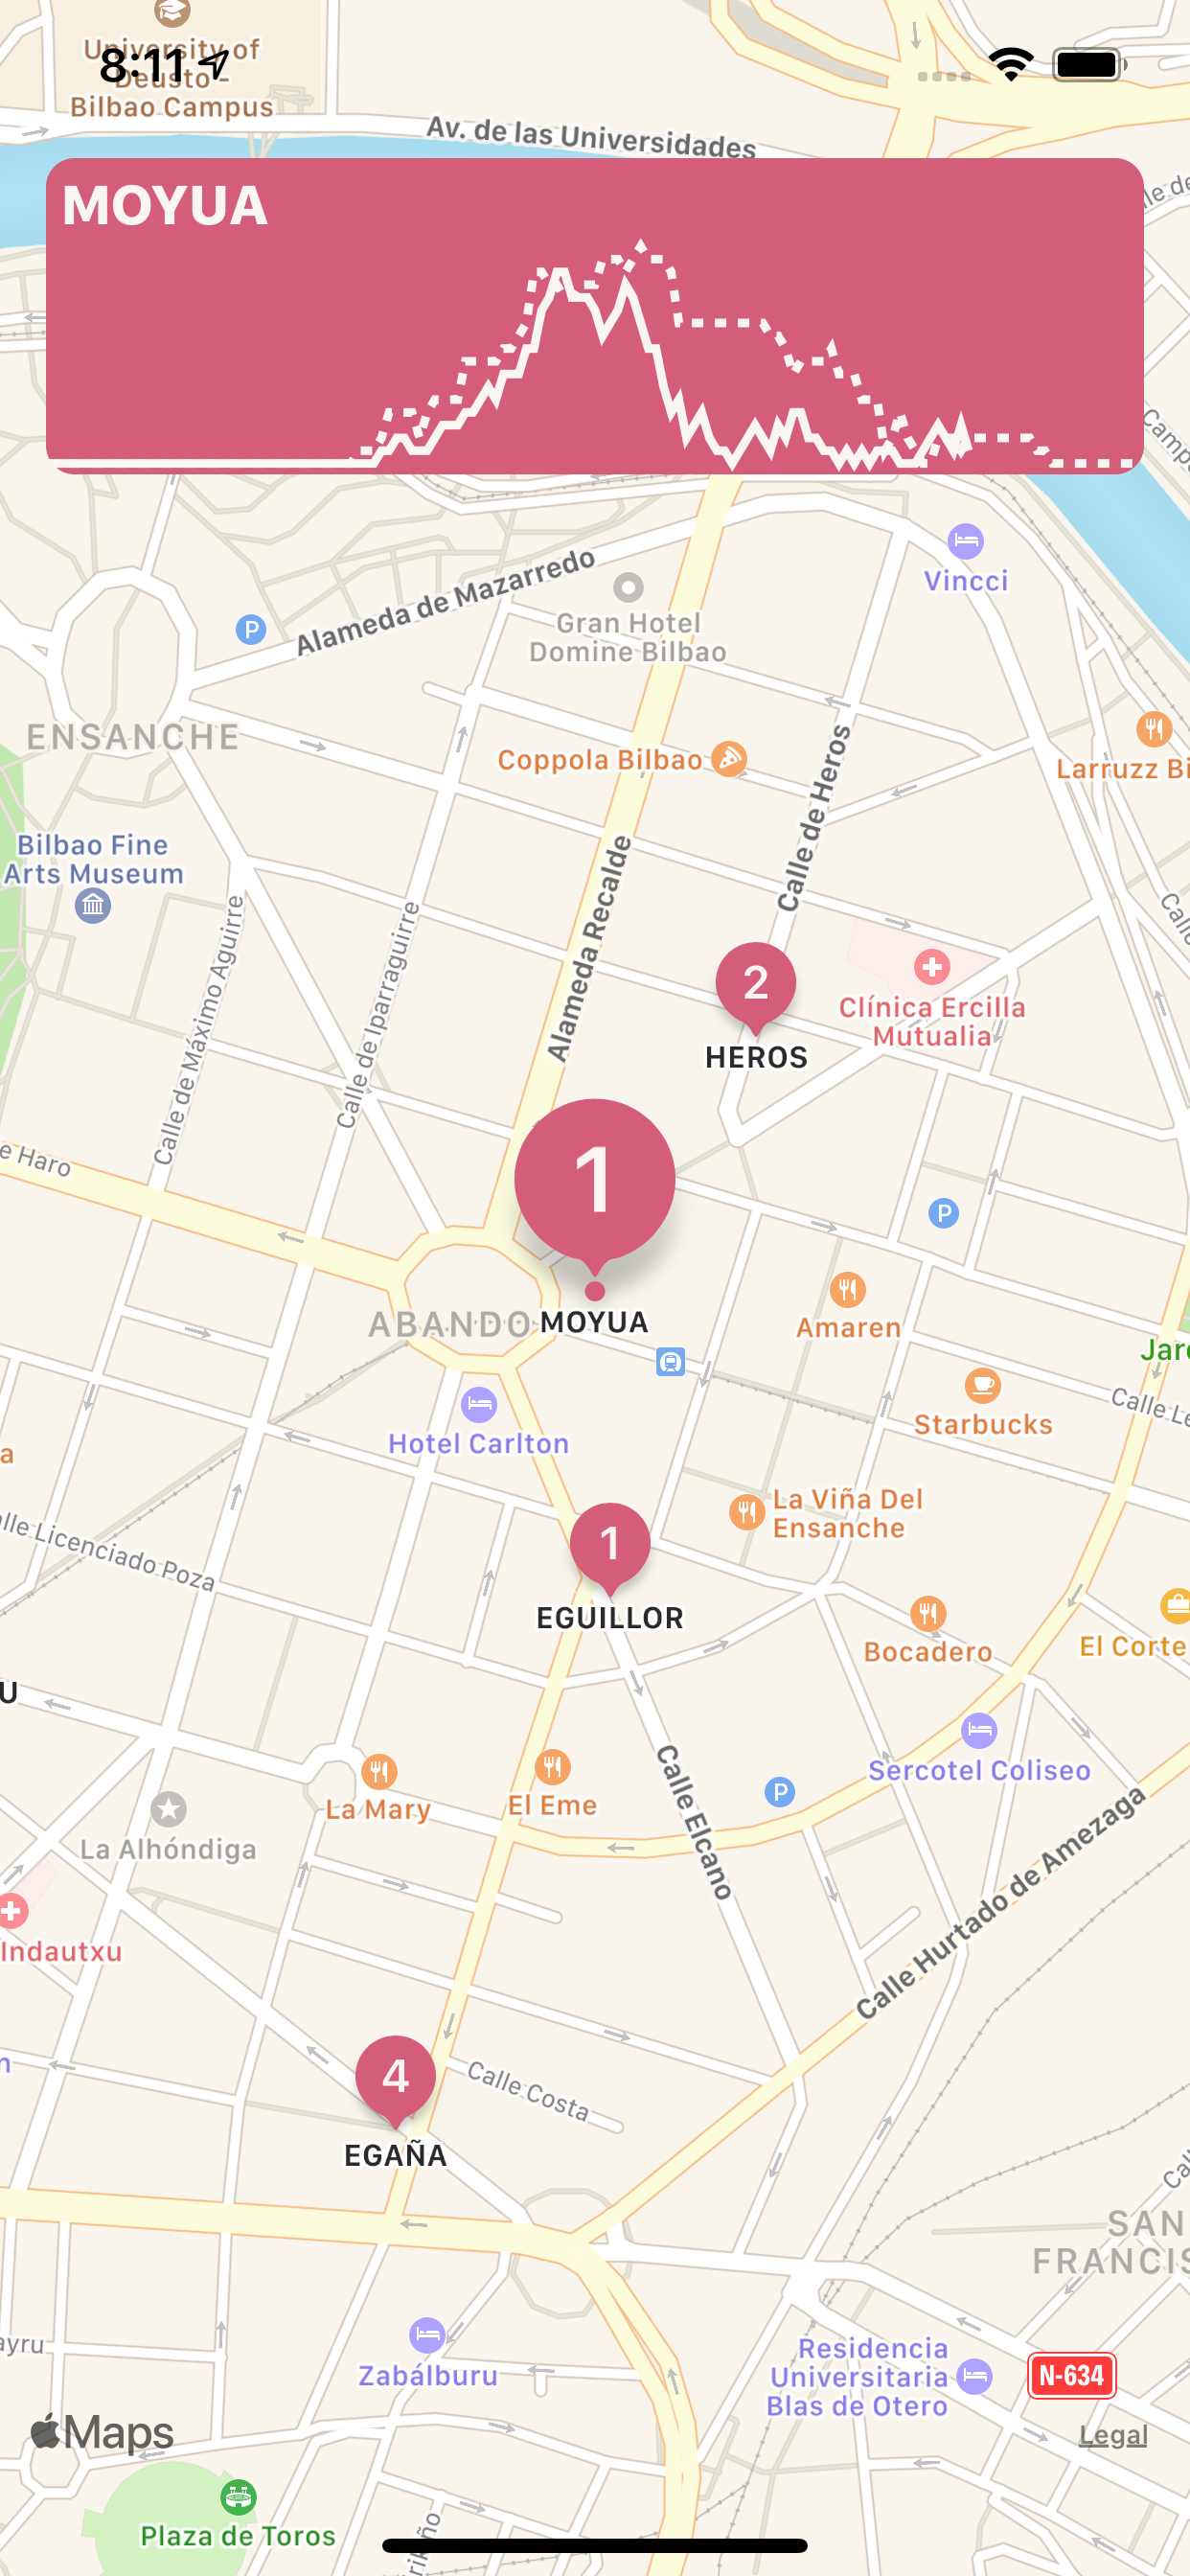 University of
Deusto -
Bilbao Campus
8:11
Av. de las Universidades
MOYUA
Alameda de Mazarredo
Vincci
P
Gran Hotel
Domine Bilbao
ENSANCHE
Coppola Bilbao
Larruzz Bi
Calle de Heros
Bilbao Fine
Arts Museum
Alameda Recalde
Calle de Máximo Aguirre
Calle de Iparraguirre
2
HEROS
Clínica Ercilla
Mutualia
e Haro
1
P
ABANDO
MOYUA
Amaren
Jar
Starbucks
Calle Le
Hotel Carlton
a
La Viña Del
Ensanche
1
EGUILLOR
alle Licenciado Poza
Bocadero
El Corte
U
Sercotel Coliseo
La Mary
El Eme
P
Calle Elcano
La Alhóndiga
Calle Hurtado de Amezaga
Indautxu
n
4
EGAÑA
Calle Costa
SAN
FRANCIS
ayru
Zabálburu
Residencia
Universitaria
Blas de Otero
N-634
Maps
Legal
Plaza de Toros